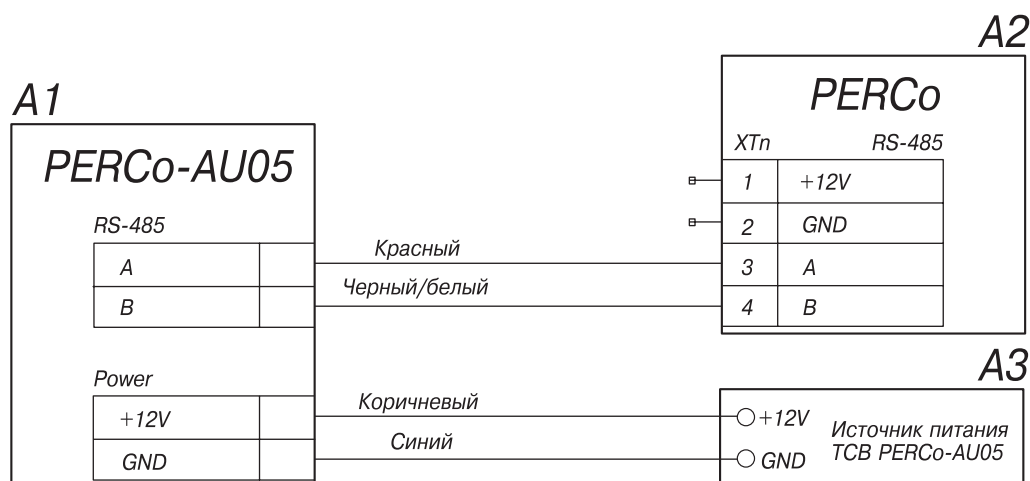 A2
PERCo
XTn RS-485
1 +12V
2 GND
3 A
4 B
A1
PERCo-AU05
RS-485
A
B
Красный
Черный/белый
Power
+12V
GND
Коричневый
Синий
A3
+12V
GND
Источник питания
ТСВ PERCo-AU05